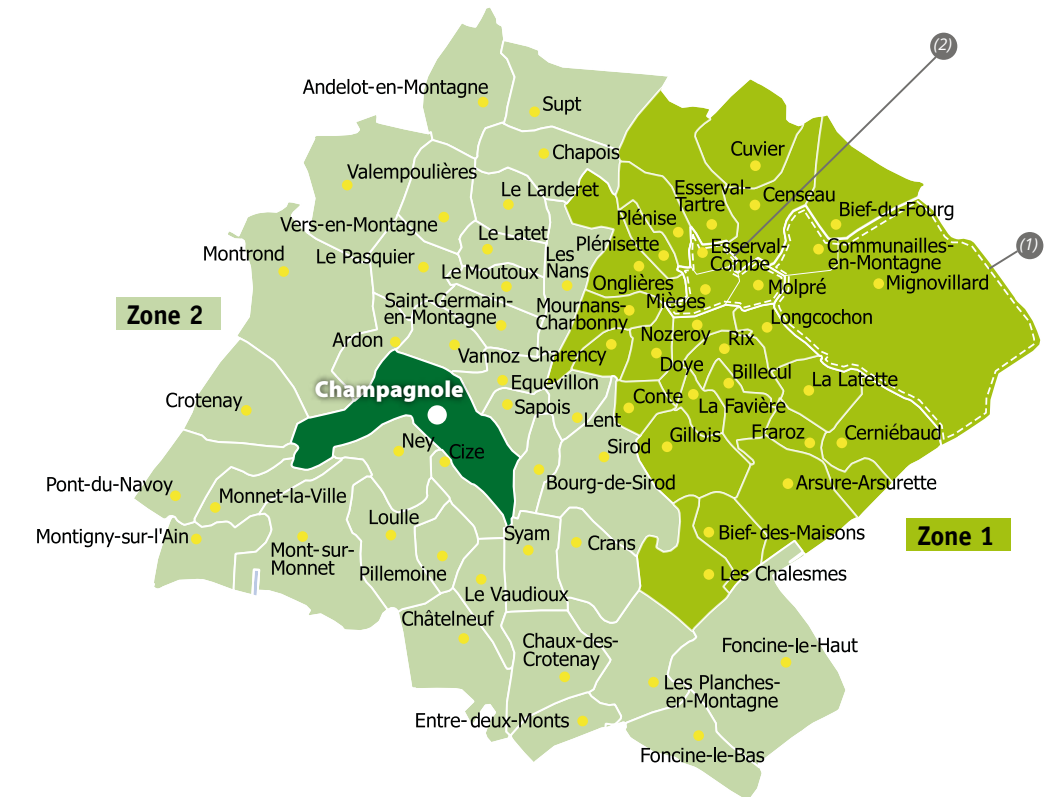 (2)
Andelot-en-Montagne
Supt
Chapois
Cuvier
Valempoulières
Le Larderet
Esserval-
Tartre
Censeau
Bief-du-Fourg
Vers-en-Montagne
Plénise
Le Latet
Plénisette
Esserval-
Combe
Communailles-
en-Montagne
(1)
Montrond
Le Pasquier
Les
Nans
Le Moutoux
Onglières
Mièges
Molpré
Mignovillard
Saint-Germain-
en-Montagne
Mournans-
Charbonny
Longcochon
Zone 2
Nozeroy
Rix
Ardon
Vannoz
Charency
Doye
Billecul
La Latette
Champagnole
Equevillon
Crotenay
Sapois
Conte
La Favière
Lent
Ney
Cize
Sirod
Gillois
Fraroz
Cerniébaud
Pont-du-Navoy
Monnet-la-Ville
Bourg-de-Sirod
Arsure-Arsurette
Loulle
Montigny-sur-l'Ain
Syam
Crans
Bief-des-Maisons
Zone 1
Mont-sur-
Monnet
Pillemoine
Les Chalesmes
Le Vaudioux
Châtelneuf
Chaux-des-
Crotenay
Foncine-le-Haut
Les Planches-
en-Montagne
Entre-deux-Monts
Foncine-le-Bas